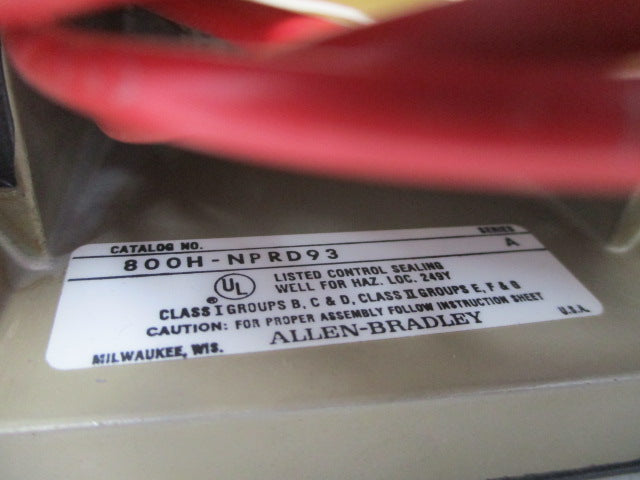 CATALOG NO. SERIES
800H-NPRD93 A
UL LISTED CONTROL SEALING
® WELL FOR HAZ. LOC. 249Y
CLASS I GROUPS B, C & D, CLASS II GROUPS E, F & G
CAUTION: FOR PROPER ASSEMBLY FOLLOW INSTRUCTION SHEET
MILWAUKEE, WIS. ALLEN-BRADLEY U.S.A.